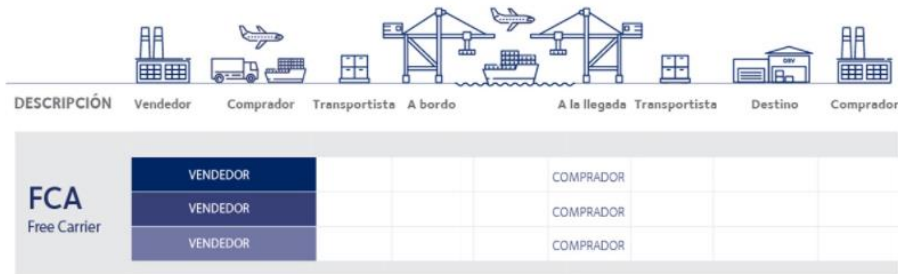 DESCRIPCIÓN Vendedor Comprador Transportista A bordo A la llegada Transportista Destino Comprador
FCA
Free Carrier
VENDEDOR COMPRADOR
VENDEDOR COMPRADOR
VENDEDOR COMPRADOR